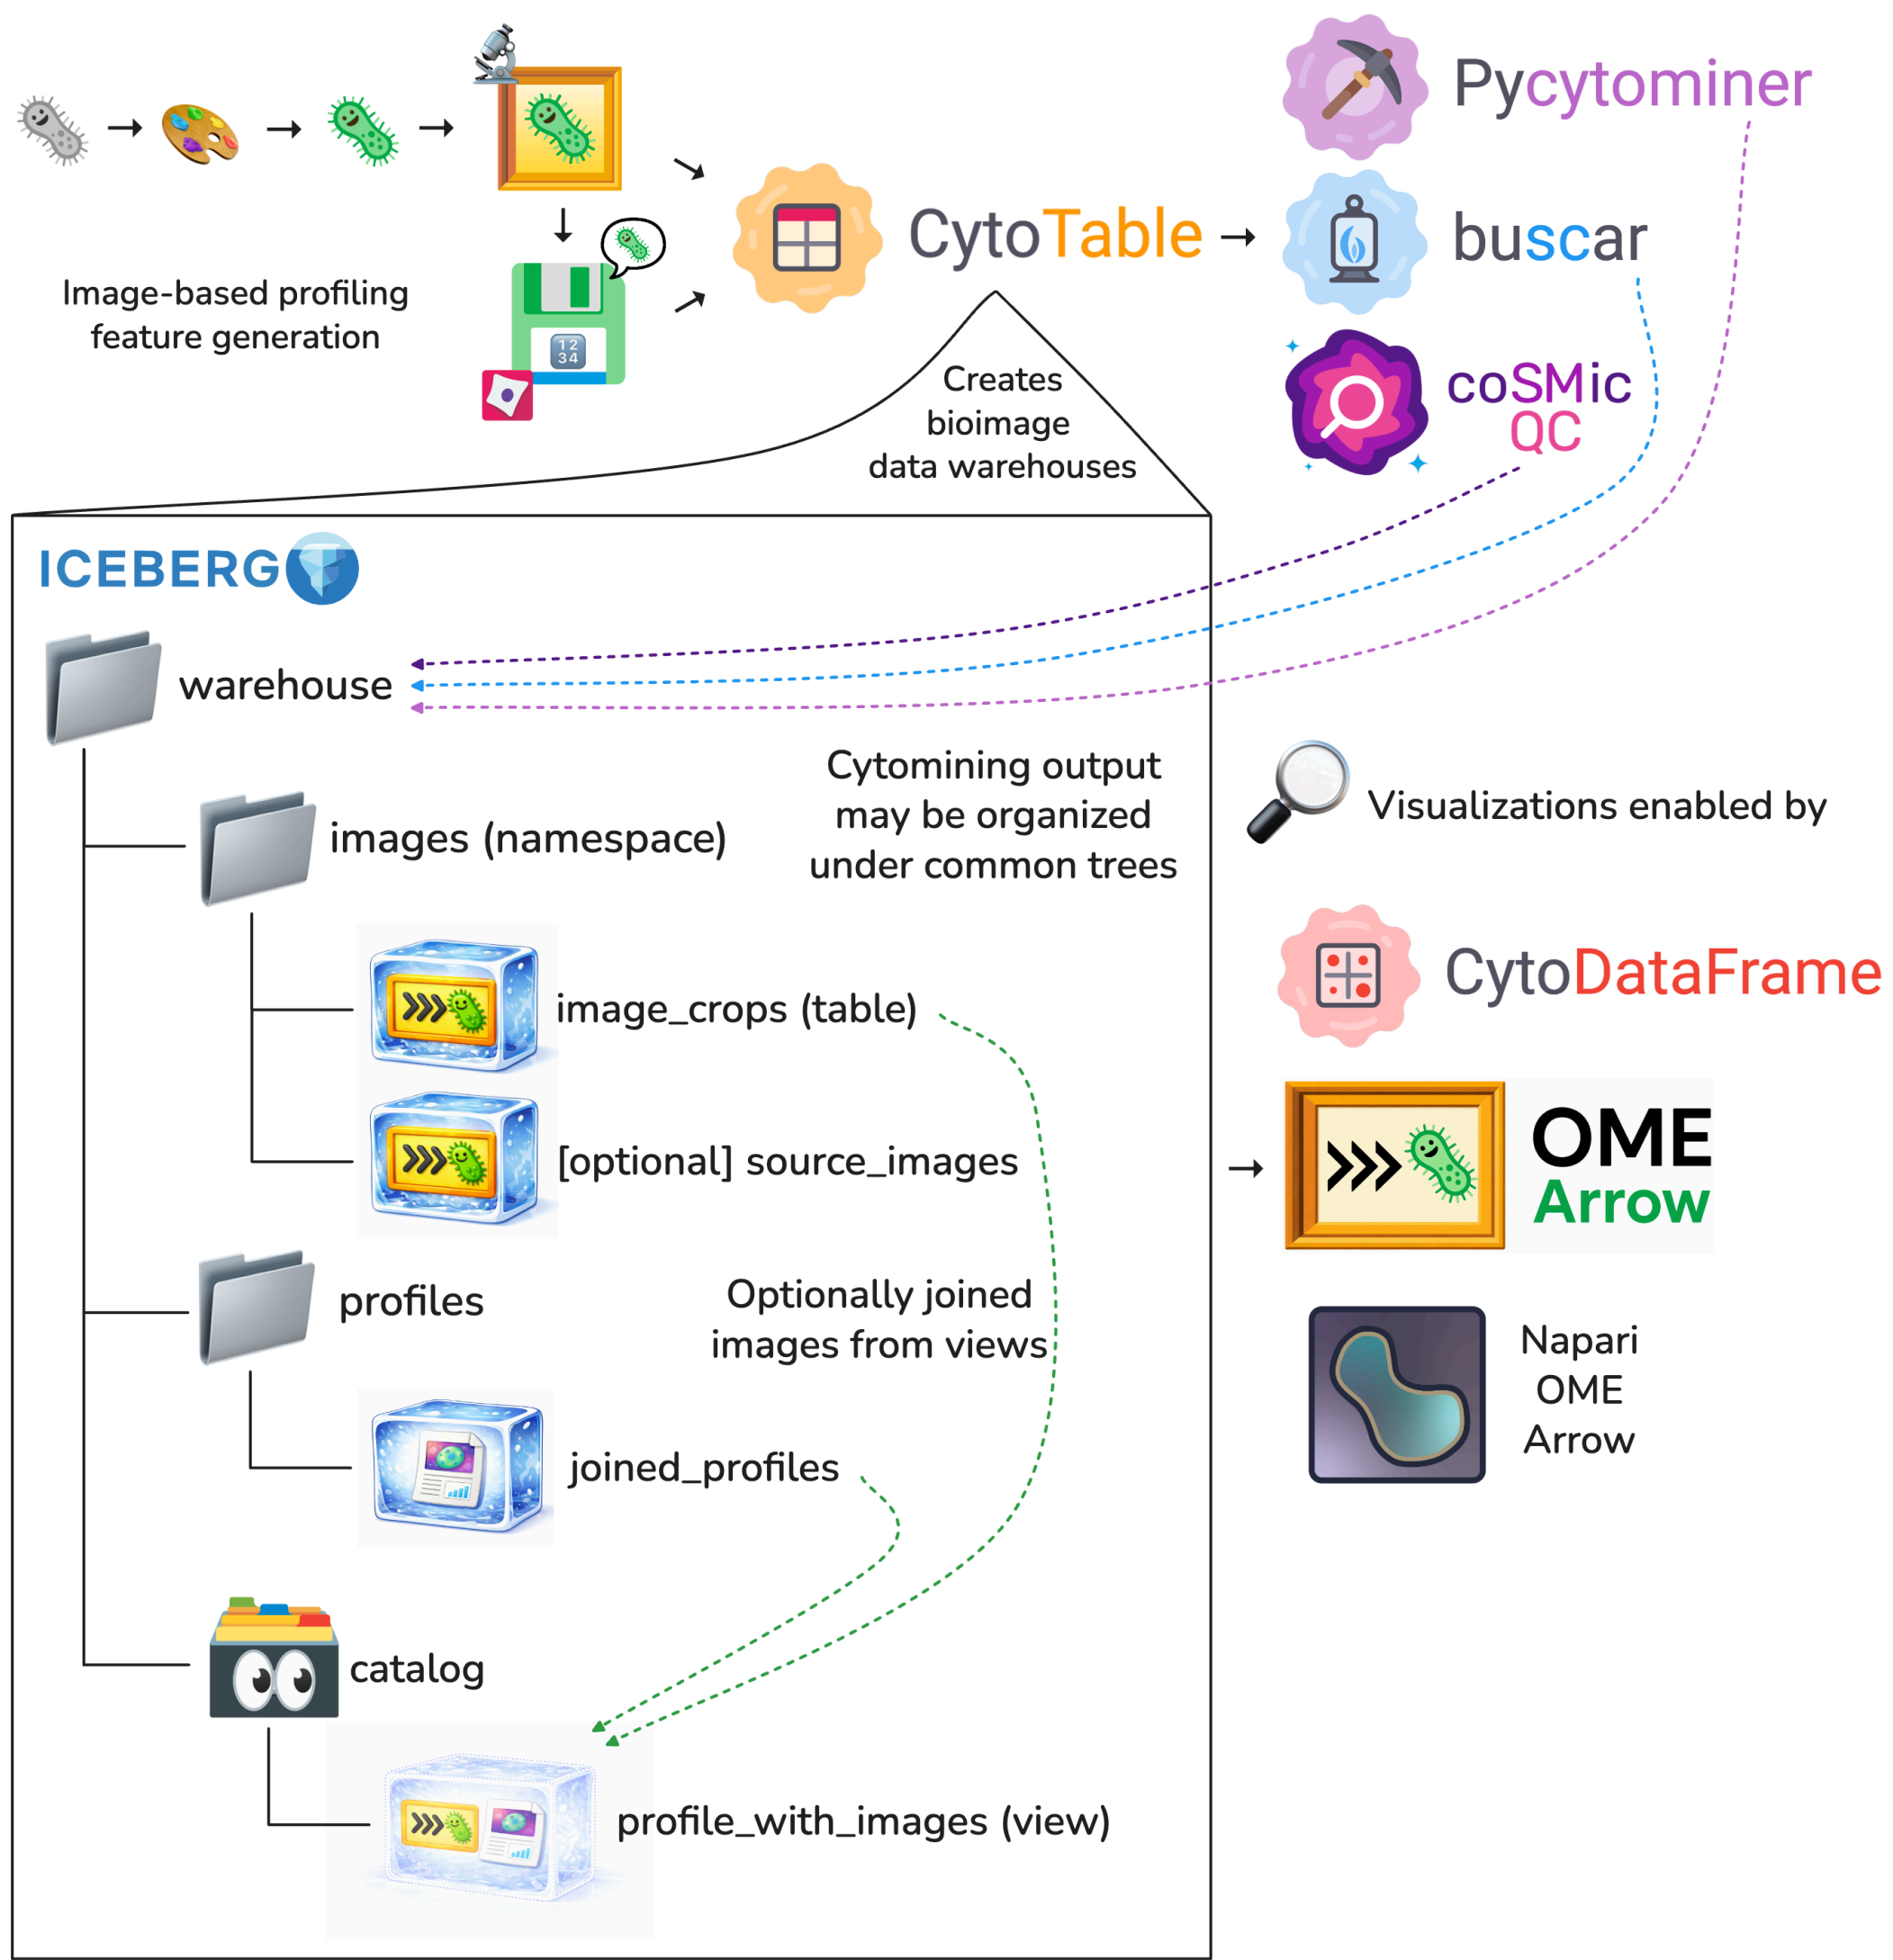 Pycytominer
CytoTable
buscar
Image-based profiling
feature generation
12
34
coSMic
QC
Creates
bioimage
data warehouses
ICEBERG
warehouse
Cytomining output
may be organized
under common trees
Visualizations enabled by
images (namespace)
CytoDataFrame
image_crops (table)
OME
Arrow
[optional] source_images
profiles
Optionally joined
images from views
Napari
OME
Arrow
joined_profiles
catalog
profile_with_images (view)